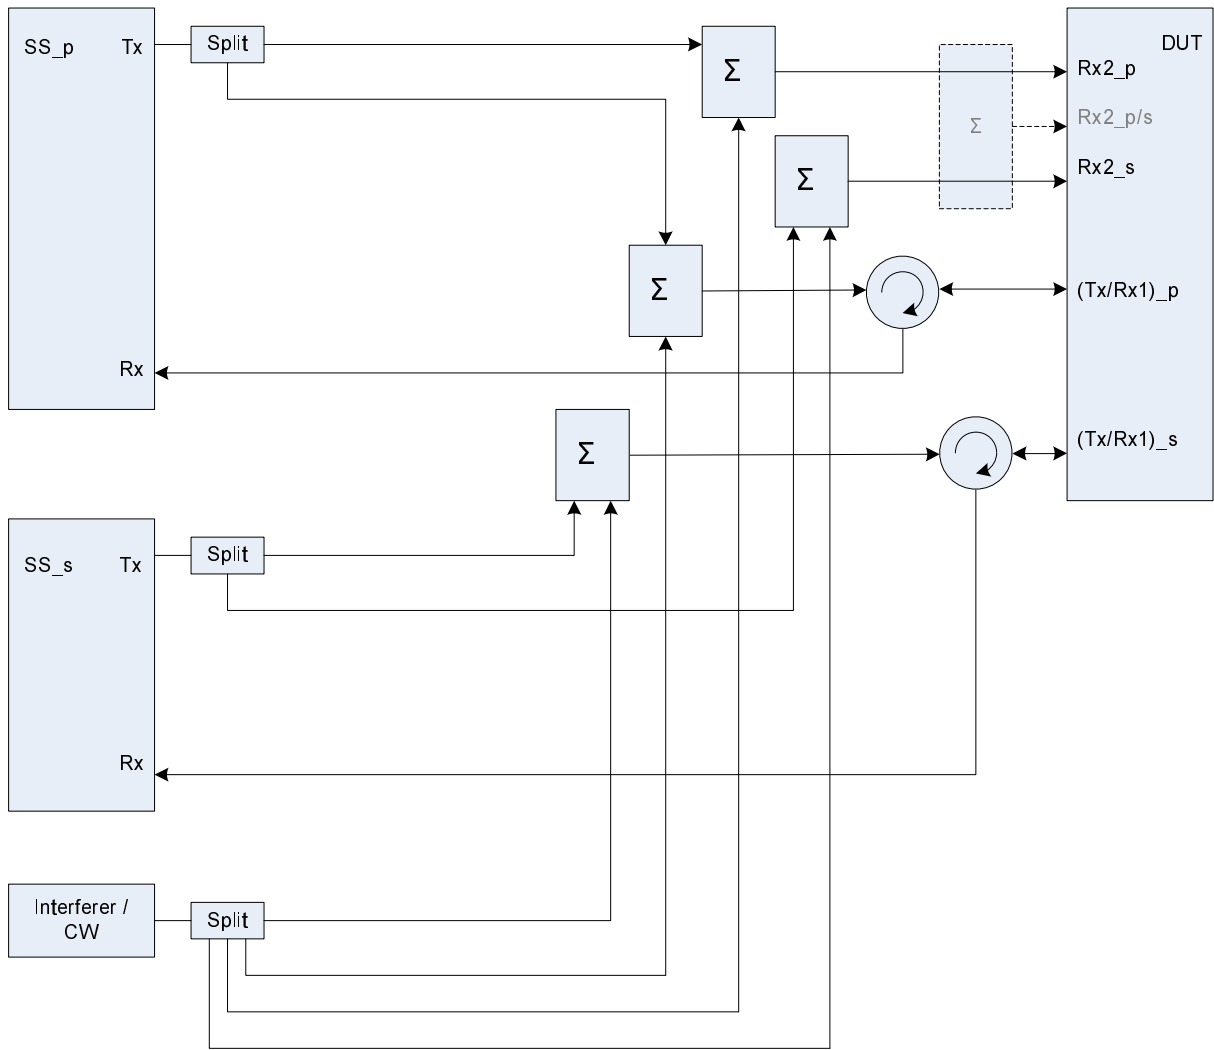 SS_p
Tx
Split
Σ
DUT
Rx2_p
Σ
Rx2_p/s
Σ
Rx2_s
Σ
(Tx/Rx1)_p
Rx
Σ
(Tx/Rx1)_s
SS_s
Tx
Split
Rx
Interferer /
CW
Split